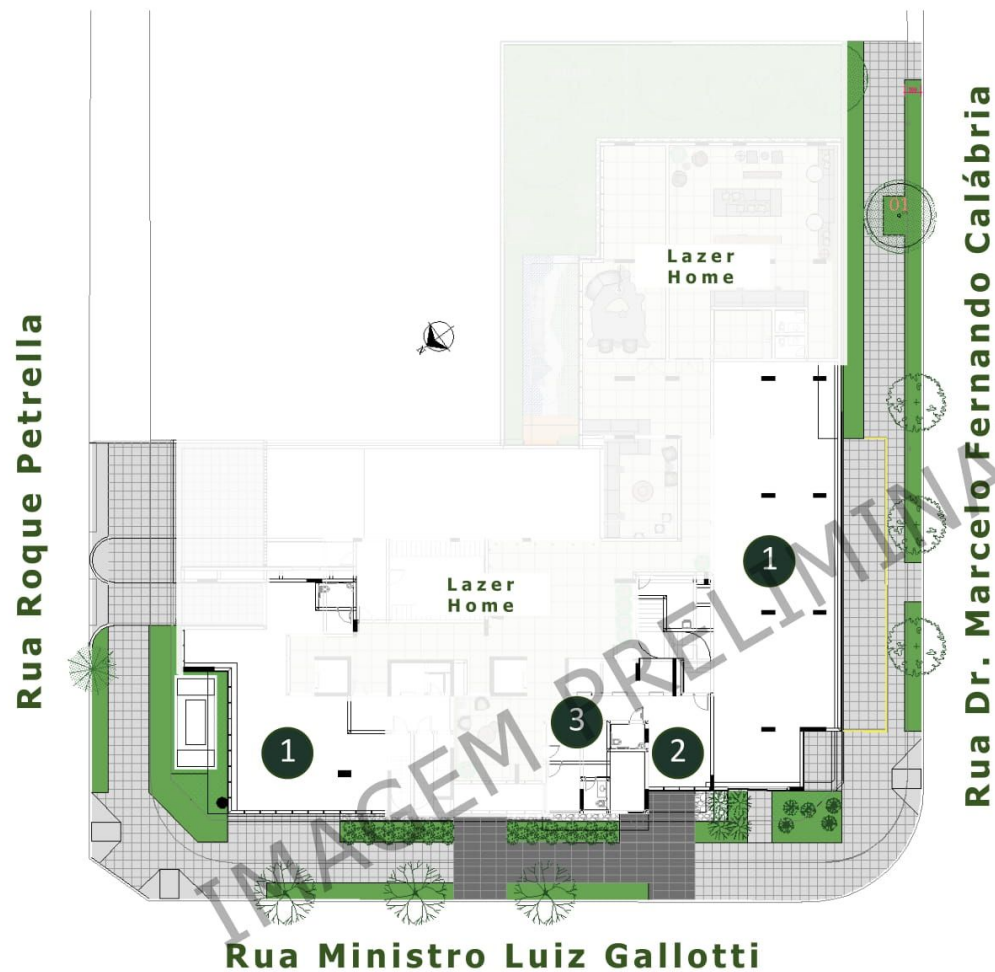 01
Lazer
Home
Rua Roque Petrella
Rua Dr. Marcelo Fernando Calábria
N
1
Lazer
Home
3
1
2
IMAGEM PRELIMINA
Rua Ministro Luiz Gallotti